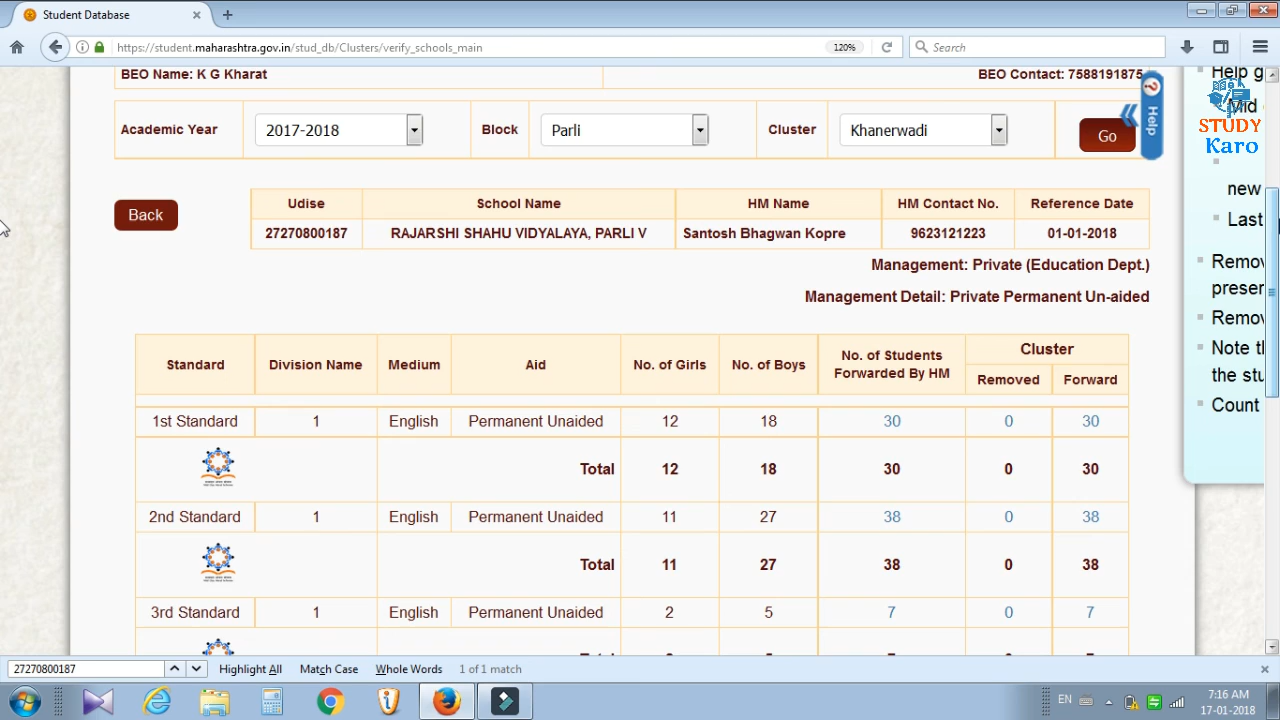 Student Database
https://student.maharashtra.gov.in/stud_db/Clusters/verify_schools_main 120% Search
BEO Name: K G Kharat BEO Contact: 7588191875
Help g
Mid
STUDY
Karo
new
Last
Remov
preser
Remov
Note th
the stu
Count
Help
Academic Year 2017-2018 Block Parli Cluster Khanerwadi Go
Back
Udise School Name HM Name HM Contact No. Reference Date
27270800187 RAJARSHI SHAHU VIDYALAYA, PARLI V Santosh Bhagwan Kopre 9623121223 01-01-2018
Management: Private (Education Dept.)
Management Detail: Private Permanent Un-aided
Standard Division Name Medium Aid No. of Girls No. of Boys No. of Students Forwarded By HM Cluster
Removed Forward
1st Standard 1 English Permanent Unaided 12 18 30 0 30
Total 12 18 30 0 30
2nd Standard 1 English Permanent Unaided 11 27 38 0 38
Total 11 27 38 0 38
3rd Standard 1 English Permanent Unaided 2 5 7 0 7
27270800187 Highlight All Match Case Whole Words 1 of 1 match
EN 7:16 AM
17-01-2018